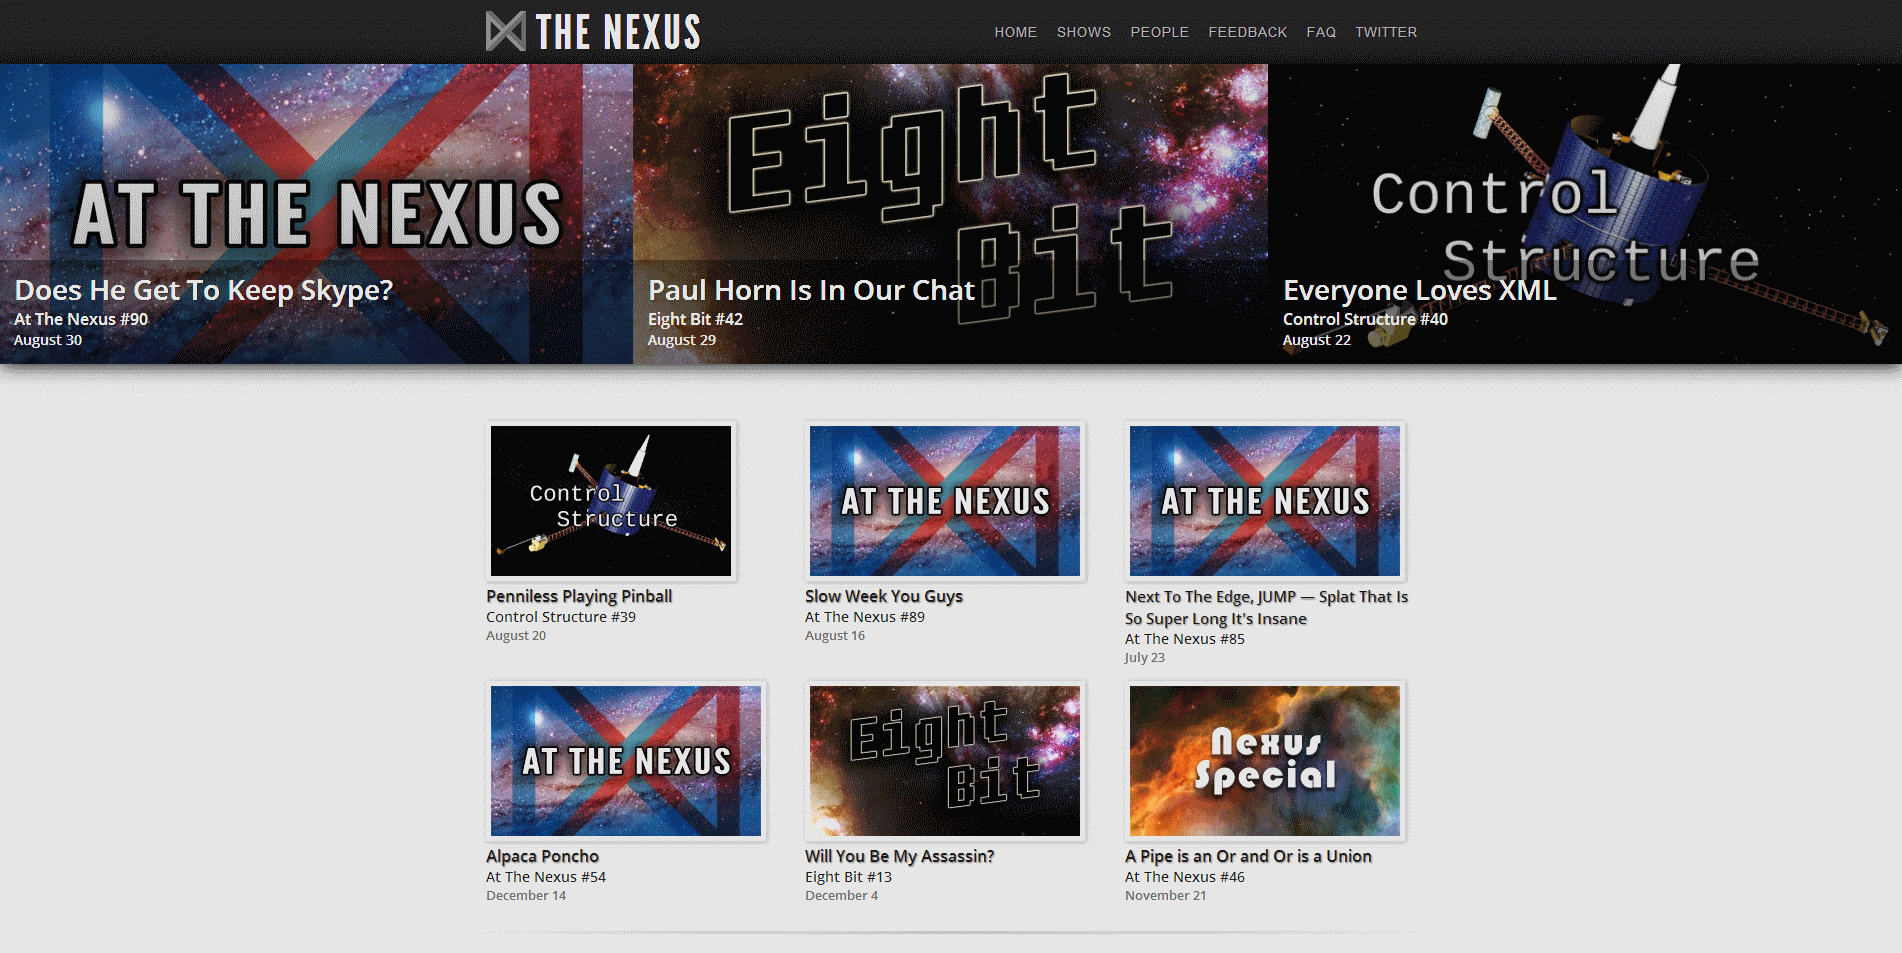 THE NEXUS
HOME SHOWS PEOPLE FEEDBACK FAQ TWITTER
AT THE NEXUS
Does He Get To Keep Skype?
At The Nexus #90
August 30
Eight
Bit
Paul Horn Is In Our Chat
Eight Bit #42
August 29
Control
Structure
Everyone Loves XML
Control Structure #40
August 22
Control
Structure
Penniless Playing Pinball
Control Structure #39
August 20
AT THE NEXUS
Slow Week You Guys
At The Nexus #89
August 16
AT THE NEXUS
Next To The Edge, JUMP — Splat That Is
So Super Long It's Insane
At The Nexus #85
July 23
AT THE NEXUS
Alpaca Poncho
At The Nexus #54
December 14
Eight
Bit
Will You Be My Assassin?
Eight Bit #13
December 4
Nexus
Special
A Pipe is an Or and Or is a Union
At The Nexus #46
November 21